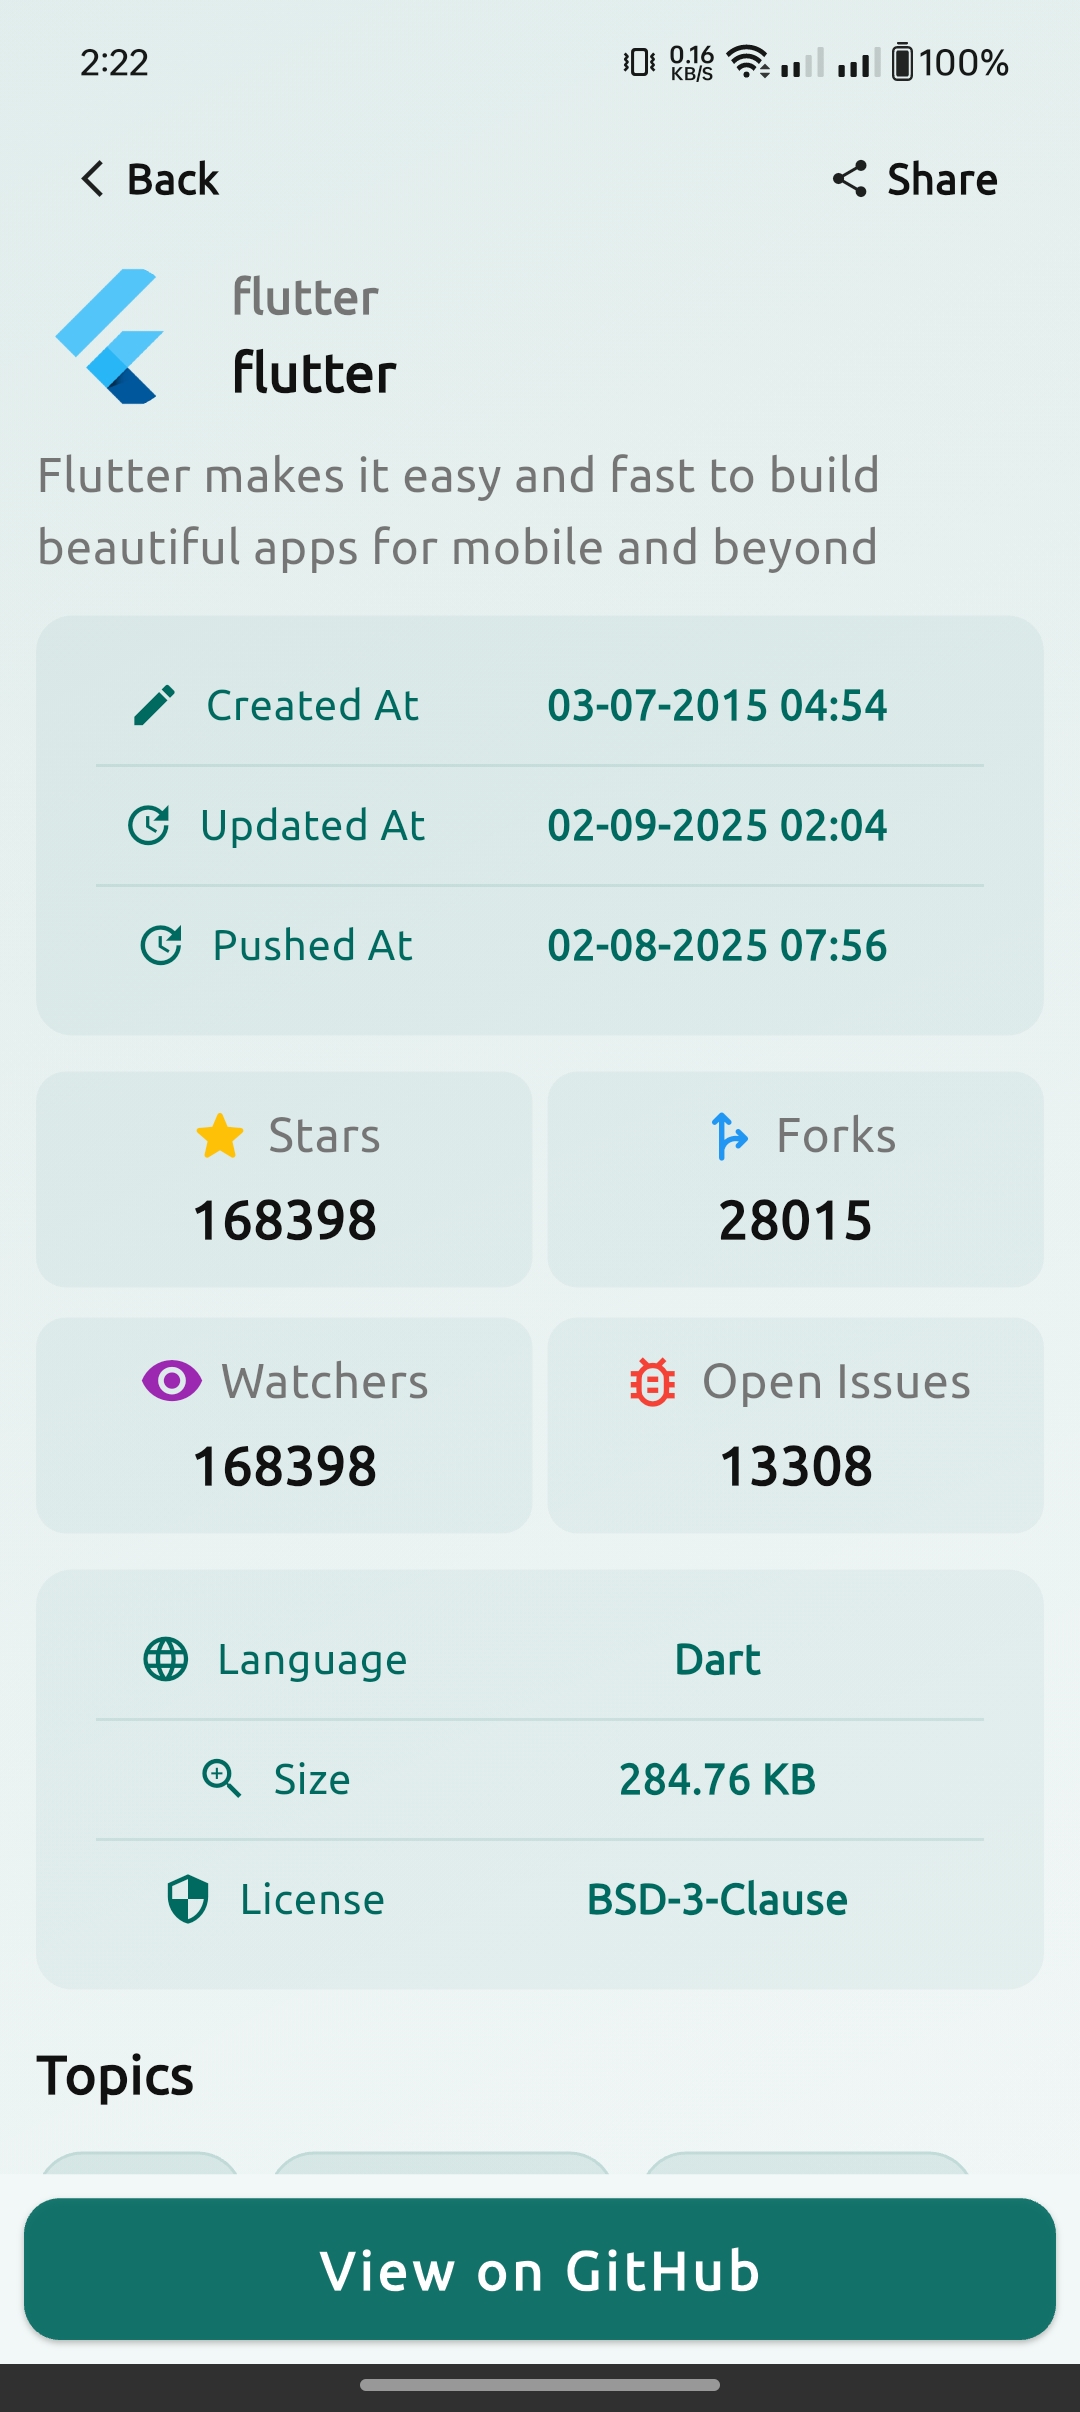 2:22 0.16 KB/S 100%
Back Share
flutter
flutter
Flutter makes it easy and fast to build
beautiful apps for mobile and beyond
Created At 03-07-2015 04:54
Updated At 02-09-2025 02:04
Pushed At 02-08-2025 07:56
Stars Forks
168398 28015
Watchers Open Issues
168398 13308
Language Dart
Size 284.76 KB
License BSD-3-Clause
Topics
View on GitHub